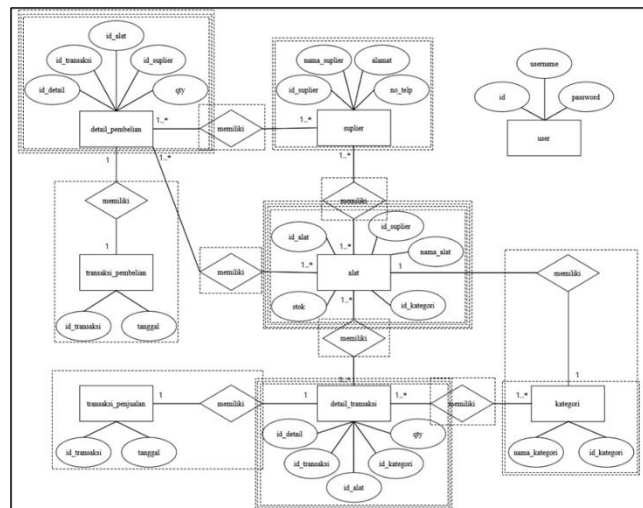 id_alat
id_transaksi
id_suplier
id_detail
qty
detail_pembelian
1..*
1..*
1
memiliki
1..*
nama_suplier
alamat
id_suplier
no_telp
suplier
1..*
username
id
password
user
memiliki
1
transaksi_pembelian
id_transaksi
tanggal
memiliki
1..*
memiliki
1..*
id_alat
id_suplier
nama_alat
alat
1
stok
id_kategori
1..*
memiliki
1
memiliki
1..*
transaksi_penjualan
1
memiliki
1
detail_transaksi
1..*
memiliki
1..*
kategori
id_transaksi
tanggal
id_detail
qty
id_transaksi
id_kategori
id_alat
nama_kategori
id_kategori